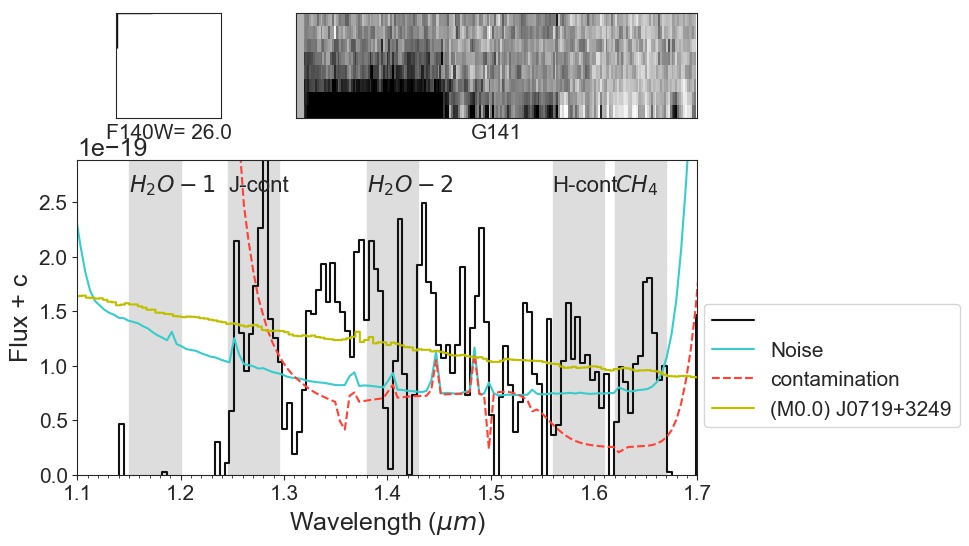 F140W= 26.0
G141
1e−19
H₂O − 1
J-cont
H₂O − 2
H-cont
CH₄
2.5
2.0
1.5
1.0
0.5
0.0
Flux + c
1.1
1.2
1.3
1.4
1.5
1.6
1.7
Wavelength (μm)
Noise
contamination
(M0.0) J0719+3249